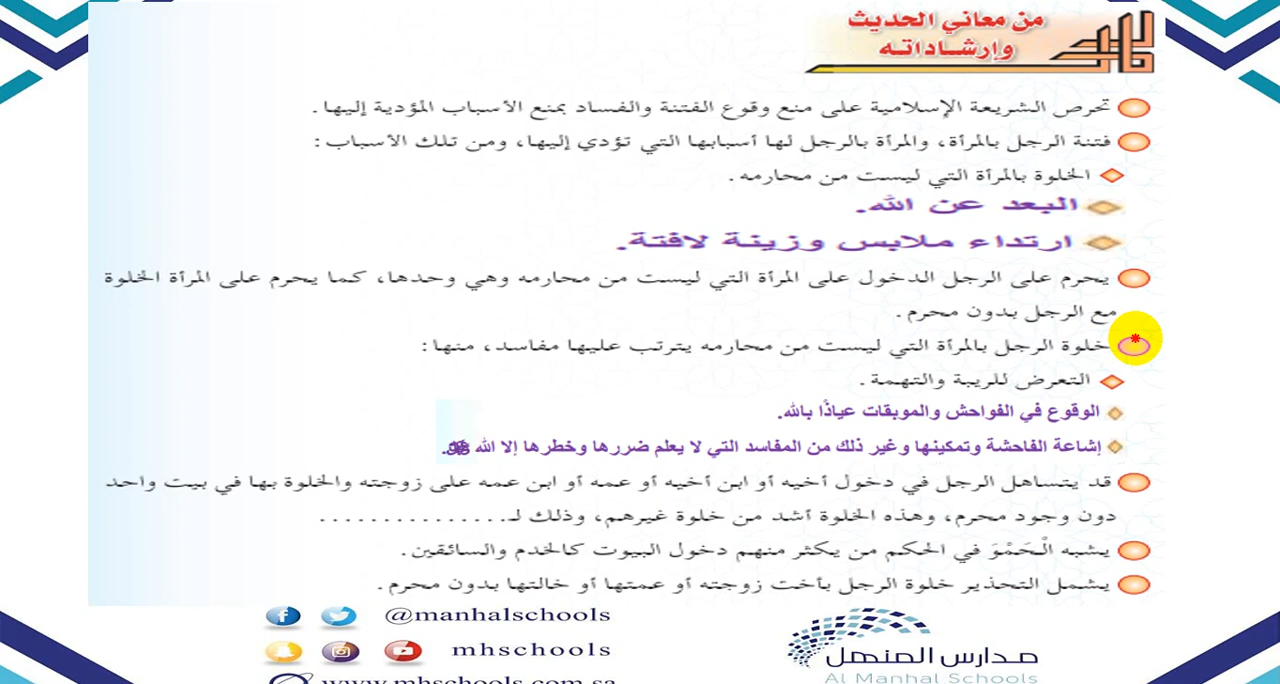 من معاني الحديث
وإرشاداته
تحرص الشريعة الإسلامية على منع وقوع الفتنة والفساد بمنع الأسباب المؤدية إليها.
فتنة الرجل بالمرأة، والمرأة بالرجل لها أسبابها التي تؤدي إليها، ومن تلك الأسباب:
الخلوة بالمرأة التي ليست من محارمه.
البعد عن الله.
ارتداء ملابس وزينة لافتة.
يحرم على الرجل الدخول على المرأة التي ليست من محارمه وهي وحدها، كما يحرم على المرأة الخلوة
مع الرجل بدون محرم.
خلوة الرجل بالمرأة التي ليست من محارمه يترتب عليها مفاسد، منها:
التعرض للريبة والتهمة.
الوقوع في الفواحش والموبقات عياذًا بالله.
إشاعة الفاحشة وتمكينها وغير ذلك من المفاسد التي لا يعلم ضررها وخطرها إلا الله
قد يتساهل الرجل في دخول أخيه أو ابن أخيه أو عمه أو ابن عمه على زوجته والخلوة بها في بيت واحد
دون وجود محرم، وهذه الخلوة أشد من خلوة غيرهم، وذلك لـ................
يشبه الْحَمْوَ في الحكم من يكثر منهم دخول البيوت كالخدم والسائقين.
يشمل التحذير خلوة الرجل بأخت زوجته أو عمتها أو خالتها بدون محرم.
@manhalschools
mhschools
www.mhschools.com.sa
مدارس المنهل
Al Manhal Schools